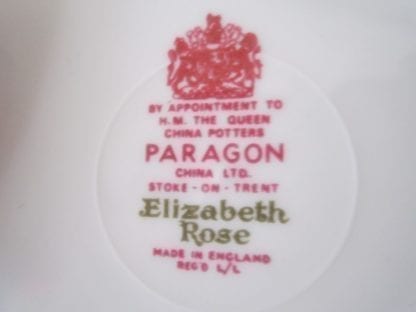 BY APPOINTMENT TO
H.M. THE QUEEN
CHINA POTTERS
PARAGON
CHINA LTD.
STOKE-ON-TRENT
Elizabeth
Rose
MADE IN ENGLAND
REG'D L/L